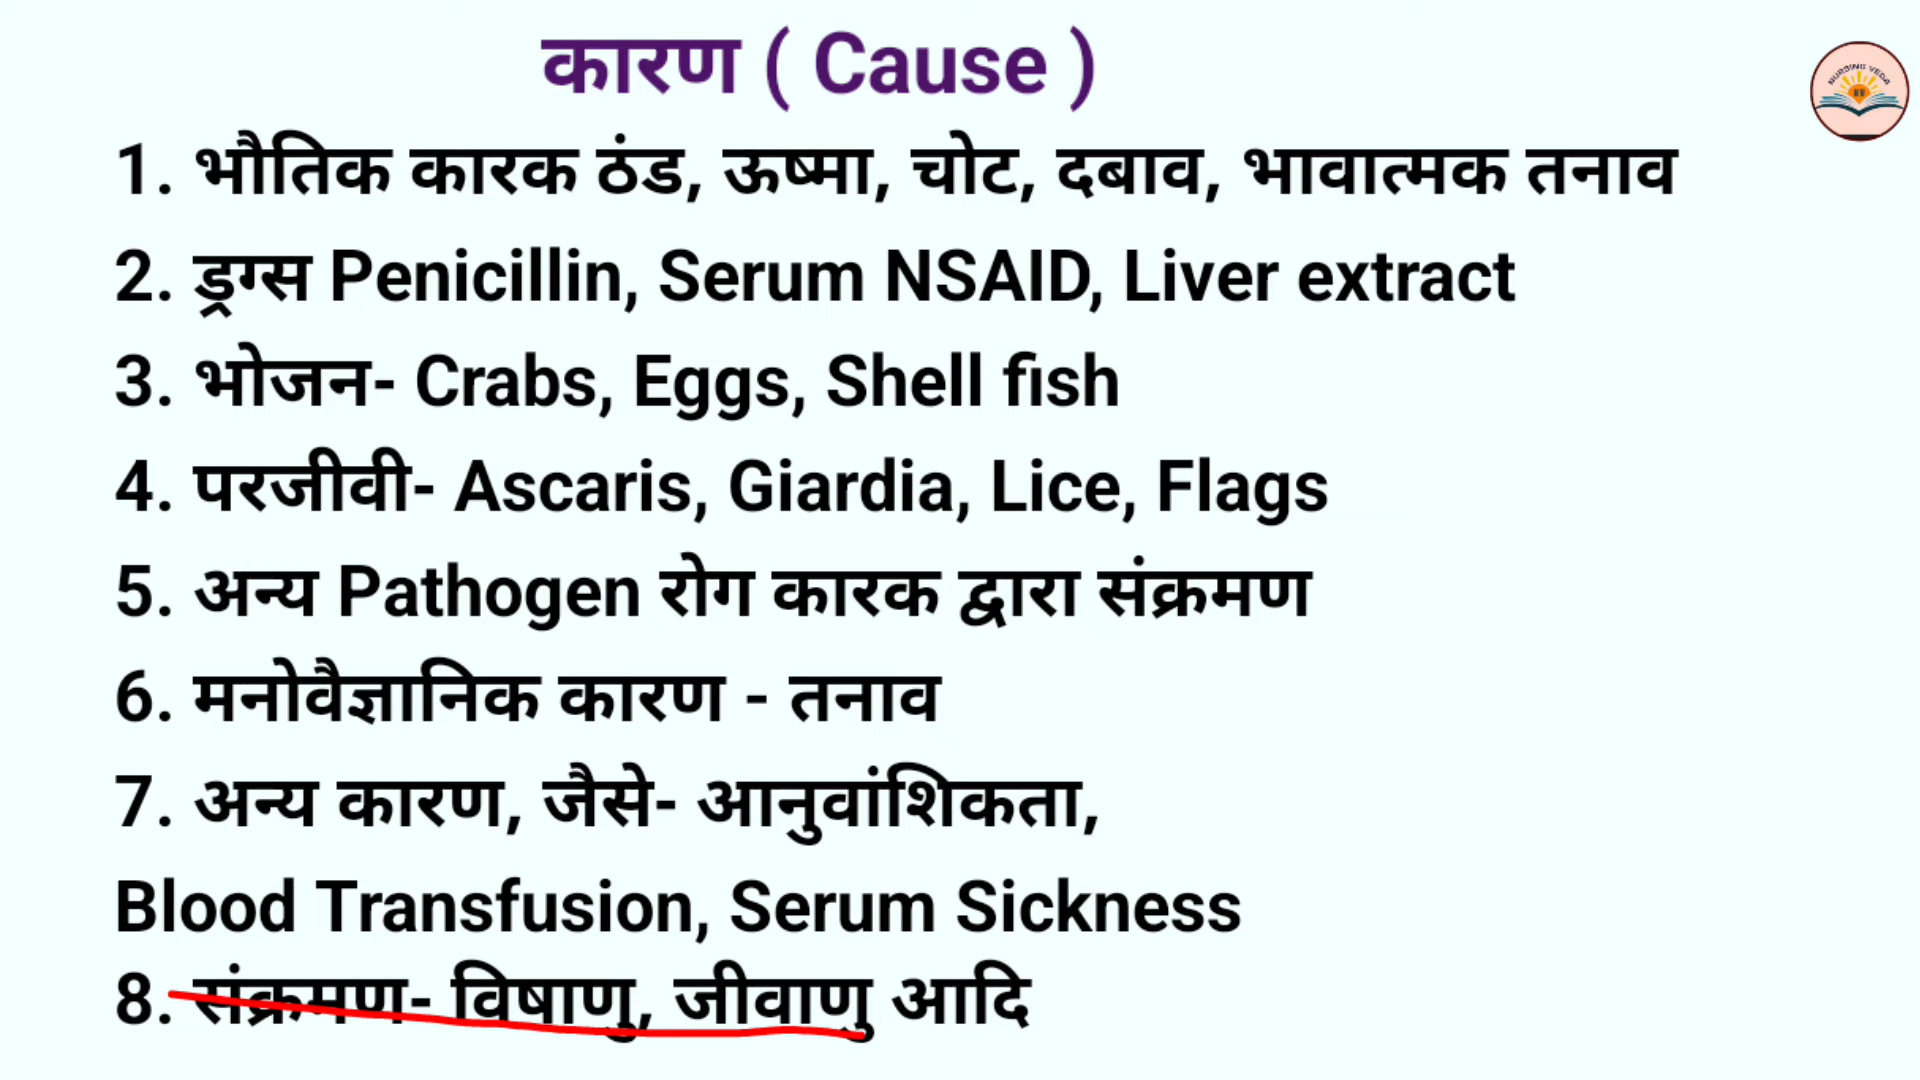 कारण ( Cause )
NURSING VEDA
1. भौतिक कारक ठंड, ऊष्मा, चोट, दबाव, भावात्मक तनाव
2. ड्रग्स Penicillin, Serum NSAID, Liver extract
3. भोजन- Crabs, Eggs, Shell fish
4. परजीवी- Ascaris, Giardia, Lice, Flags
5. अन्य Pathogen रोग कारक द्वारा संक्रमण
6. मनोवैज्ञानिक कारण - तनाव
7. अन्य कारण, जैसे- आनुवांशिकता,
Blood Transfusion, Serum Sickness
8. संक्रमण- विषाणु, जीवाणु आदि